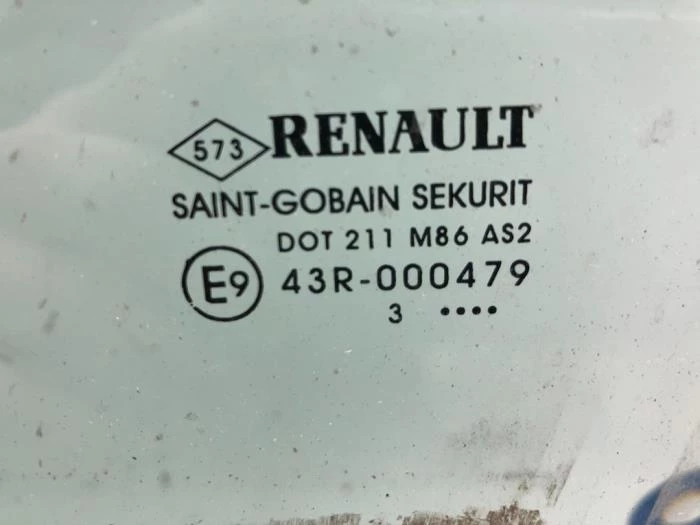 573 RENAULT
SAINT-GOBAIN SEKURIT
DOT 211 M86 AS2
E9 43R-000479
3 ••••